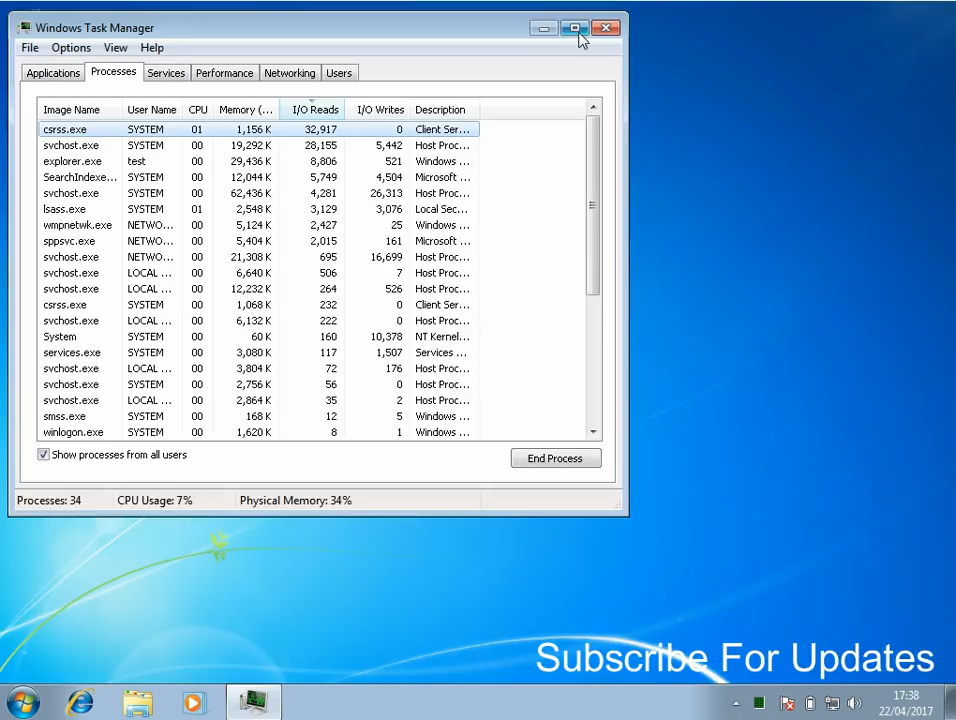 Windows Task Manager
File Options View Help
Applications Processes Services Performance Networking Users
Image Name User Name CPU Memory (... I/O Reads I/O Writes Description
csrss.exe SYSTEM 01 1,156 K 32,917 0 Client Ser...
svchost.exe SYSTEM 00 19,292 K 28,155 5,442 Host Proc...
explorer.exe test 00 29,436 K 8,806 521 Windows ...
SearchIndexe... SYSTEM 00 12,044 K 5,749 4,504 Microsoft ...
svchost.exe SYSTEM 00 62,436 K 4,281 26,313 Host Proc...
lsass.exe SYSTEM 01 2,548 K 3,129 3,076 Local Sec...
wmpnetwk.exe NETWO... 00 5,124 K 2,427 25 Windows ...
sppsvc.exe NETWO... 00 5,404 K 2,015 161 Microsoft ...
svchost.exe NETWO... 00 21,308 K 695 16,699 Host Proc...
svchost.exe LOCAL ... 00 6,640 K 506 7 Host Proc...
svchost.exe LOCAL ... 00 12,232 K 264 526 Host Proc...
csrss.exe SYSTEM 00 1,068 K 232 0 Client Ser...
svchost.exe LOCAL ... 00 6,132 K 222 0 Host Proc...
System SYSTEM 00 60 K 160 10,378 NT Kernel...
services.exe SYSTEM 00 3,080 K 117 1,507 Services ...
svchost.exe LOCAL ... 00 3,804 K 72 176 Host Proc...
svchost.exe SYSTEM 00 2,756 K 56 0 Host Proc...
svchost.exe LOCAL ... 00 2,864 K 35 2 Host Proc...
smss.exe SYSTEM 00 168 K 12 5 Windows ...
winlogon.exe SYSTEM 00 1,620 K 8 1 Windows ...
Show processes from all users
End Process
Processes: 34 CPU Usage: 7% Physical Memory: 34%
Subscribe For Updates
17:38
22/04/2017